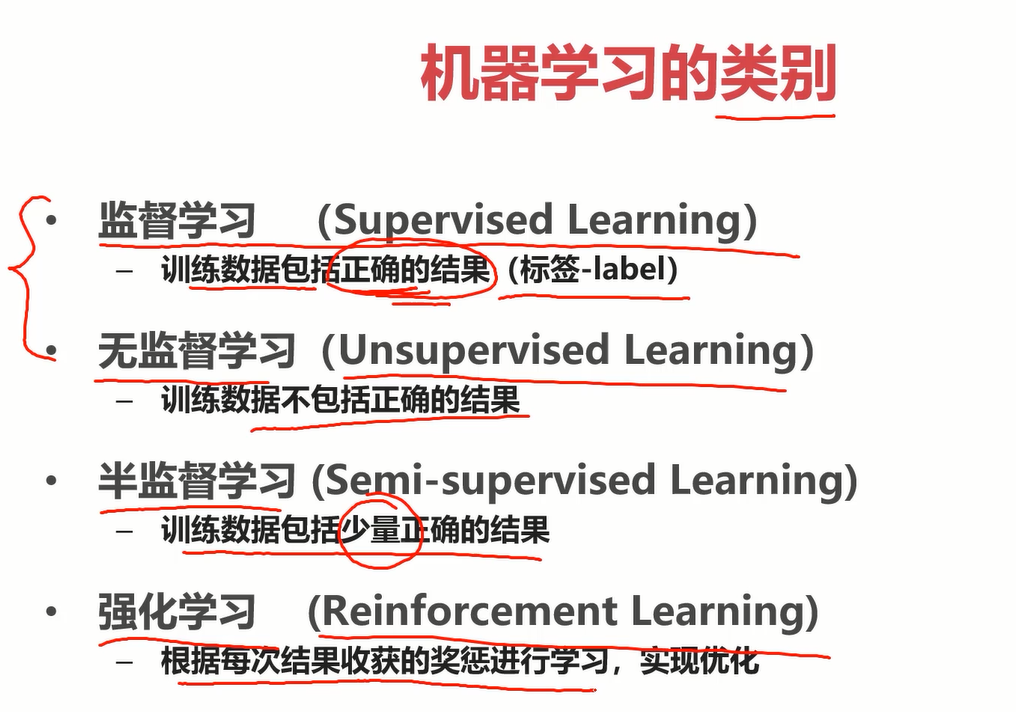 机器学习的类别
• 监督学习 （Supervised Learning)
– 训练数据包括正确的结果（标签-label）
• 无监督学习（Unsupervised Learning）
– 训练数据不包括正确的结果
• 半监督学习 (Semi-supervised Learning)
– 训练数据包括少量正确的结果
• 强化学习 (Reinforcement Learning)
– 根据每次结果收获的奖惩进行学习，实现优化